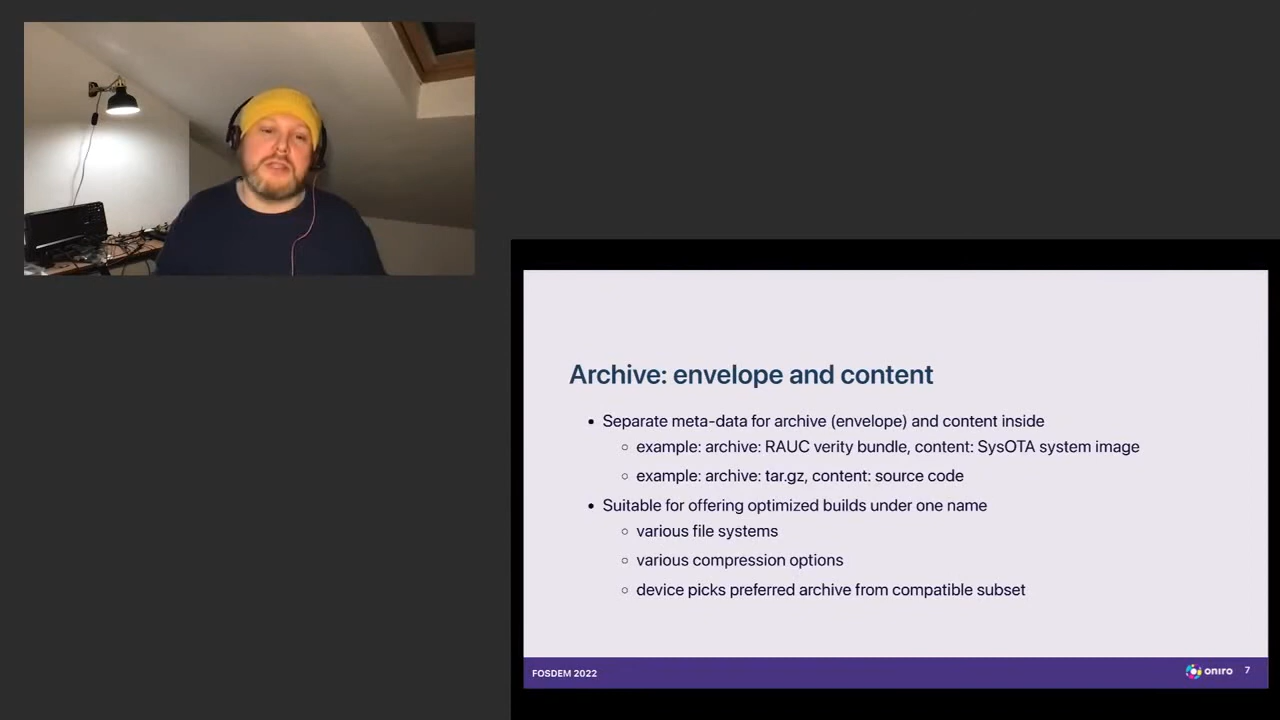 Archive: envelope and content
• Separate meta-data for archive (envelope) and content inside
○ example: archive: RAUC verity bundle, content: SysOTA system image
○ example: archive: tar.gz, content: source code
• Suitable for offering optimized builds under one name
○ various file systems
○ various compression options
○ device picks preferred archive from compatible subset
FOSDEM 2022
oniro 7